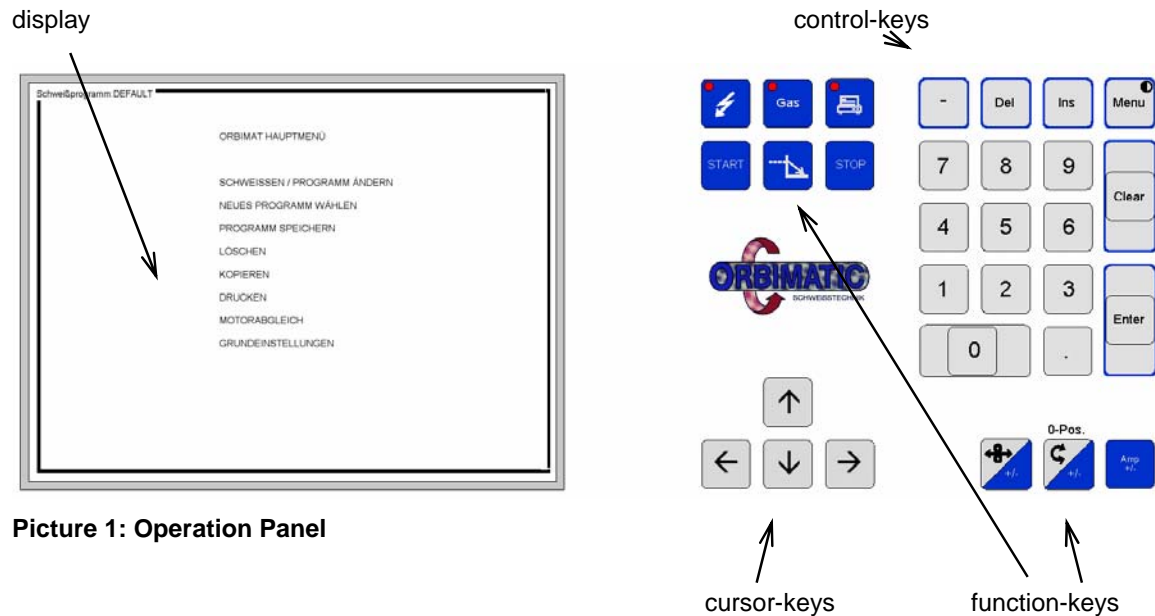 display
control-keys
Schweißprogramm DEFAULT
ORBIMAT HAUPTMENÜ
SCHWEISSEN / PROGRAMM ÄNDERN
NEUES PROGRAMM WÄHLEN
PROGRAMM SPEICHERN
LÖSCHEN
KOPIEREN
DRUCKEN
MOTORABGLEICH
GRUNDEINSTELLUNGEN
Gas
START
STOP
ORBIMATIC
SCHWEISSTECHNIK
- Del Ins Menu
7 8 9 Clear
4 5 6
1 2 3 Enter
0 .
0-Pos.
+/- +/- Amp
+/-
Picture 1: Operation Panel
cursor-keys
function-keys